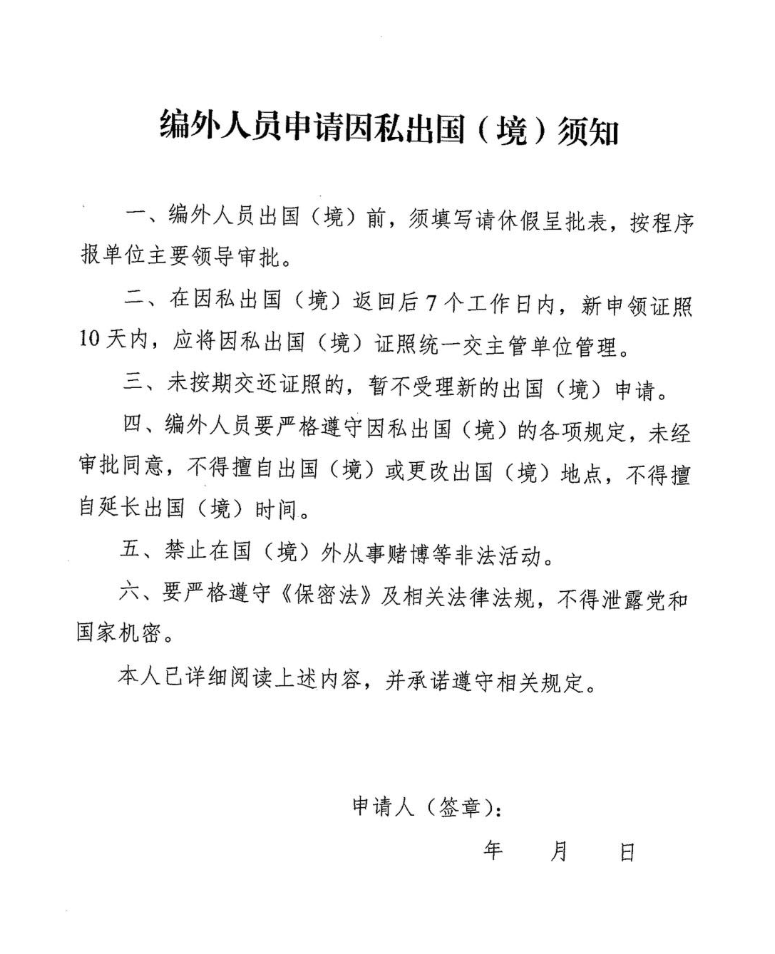 编外人员申请因私出国（境）须知
一、编外人员出国（境）前，须填写请休假呈批表，按程序
报单位主要领导审批。
二、在因私出国（境）返回后 7 个工作日内，新申领证照
10 天内，应将因私出国（境）证照统一交主管单位管理。
三、未按期交还证照的，暂不受理新的出国（境）申请。
四、编外人员要严格遵守因私出国（境）的各项规定，未经
审批同意，不得擅自出国（境）或更改出国（境）地点，不得擅
自延长出国（境）时间。
五、禁止在国（境）外从事赌博等非法活动。
六、要严格遵守《保密法》及相关法律法规，不得泄露党和
国家机密。
本人已详细阅读上述内容，并承诺遵守相关规定。
申请人（签章）：
年 月 日